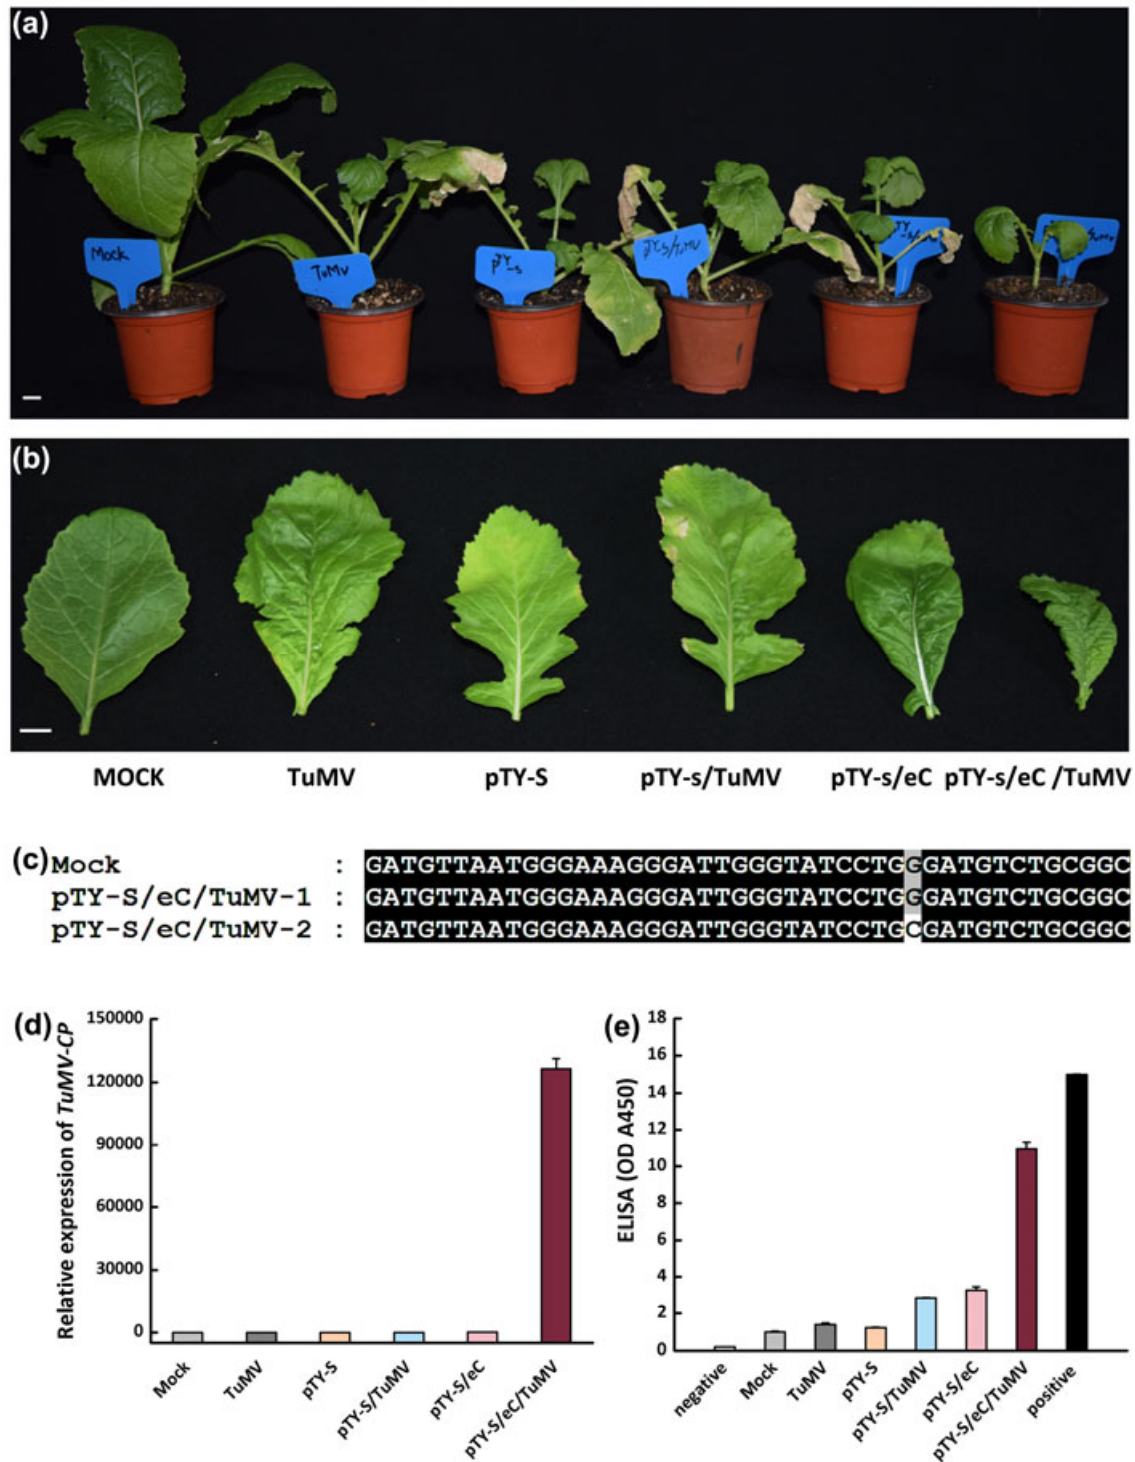 (a)
Mock
TuMV
pTY-S
pTY-S/TuMV
(b)
MOCK TuMV pTY-S pTY-s/TuMV pTY-s/eC pTY-s/eC /TuMV
(c) Mock : GATGTTAATGGGAAAGGGATTGGGTATCCTGGGATGTCTGCGGC
pTY-S/eC/TuMV-1 : GATGTTAATGGGAAAGGGATTGGGTATCCTGGGATGTCTGCGGC
pTY-S/eC/TuMV-2 : GATGTTAATGGGAAAGGGATTGGGTATCCTGCGATGTCTGCGGC
(d)
Relative expression of TuMV-CP
150000
120000
90000
60000
30000
0
Mock
TuMV
pTY-S
pTY-S/TuMV
pTY-S/eC
pTY-S/eC/TuMV
(e)
ELISA (OD A450)
18
16
14
12
10
8
6
4
2
0
negative
Mock
TuMV
pTY-S
pTY-S/TuMV
pTY-S/eC
pTY-S/eC/TuMV
positive